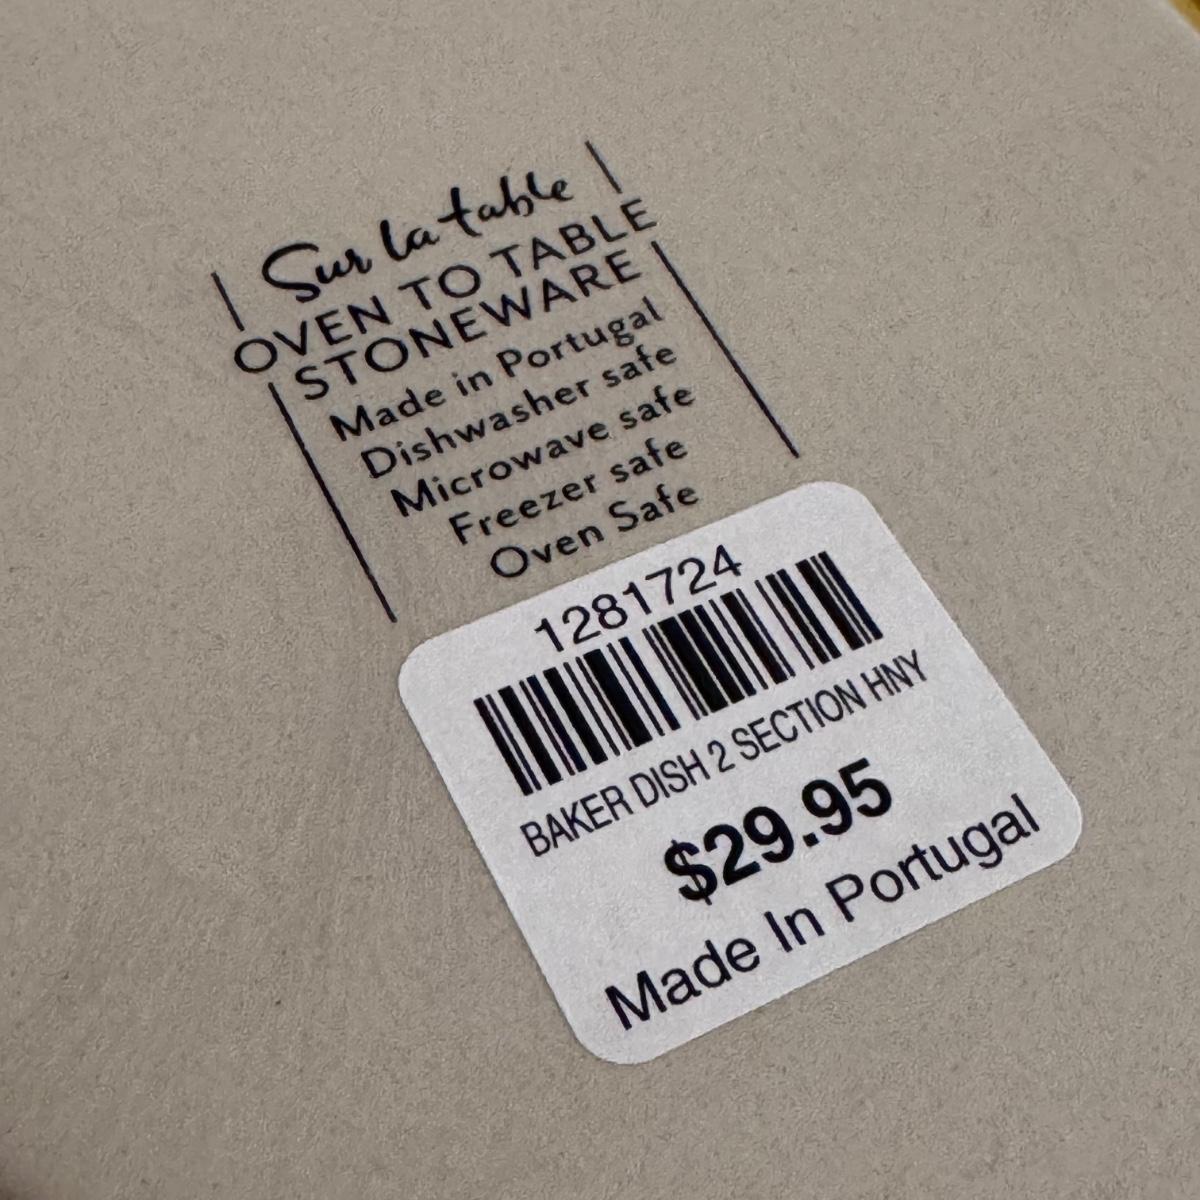 Sur la table
OVEN TO TABLE
STONEWARE
Made in Portugal
Dishwasher safe
Microwave safe
Freezer safe
Oven Safe
1281724
BAKER DISH 2 SECTION HNY
$29.95
Made In Portugal